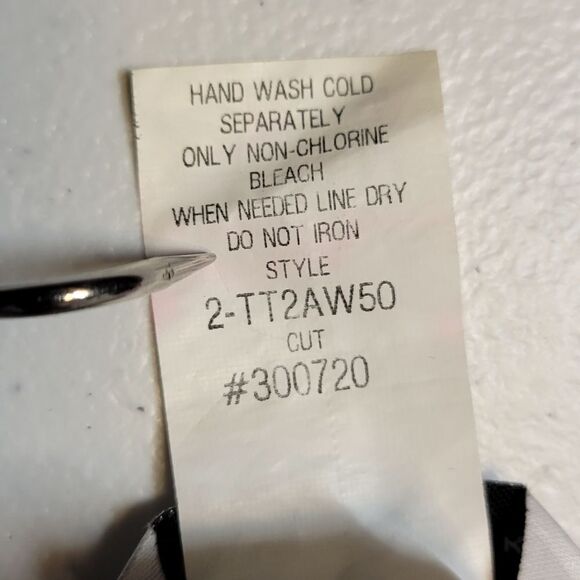 HAND WASH COLD
SEPARATELY
ONLY NON-CHLORINE
BLEACH
WHEN NEEDED LINE DRY
DO NOT IRON
STYLE
2-TT2AW50
CUT
#300720